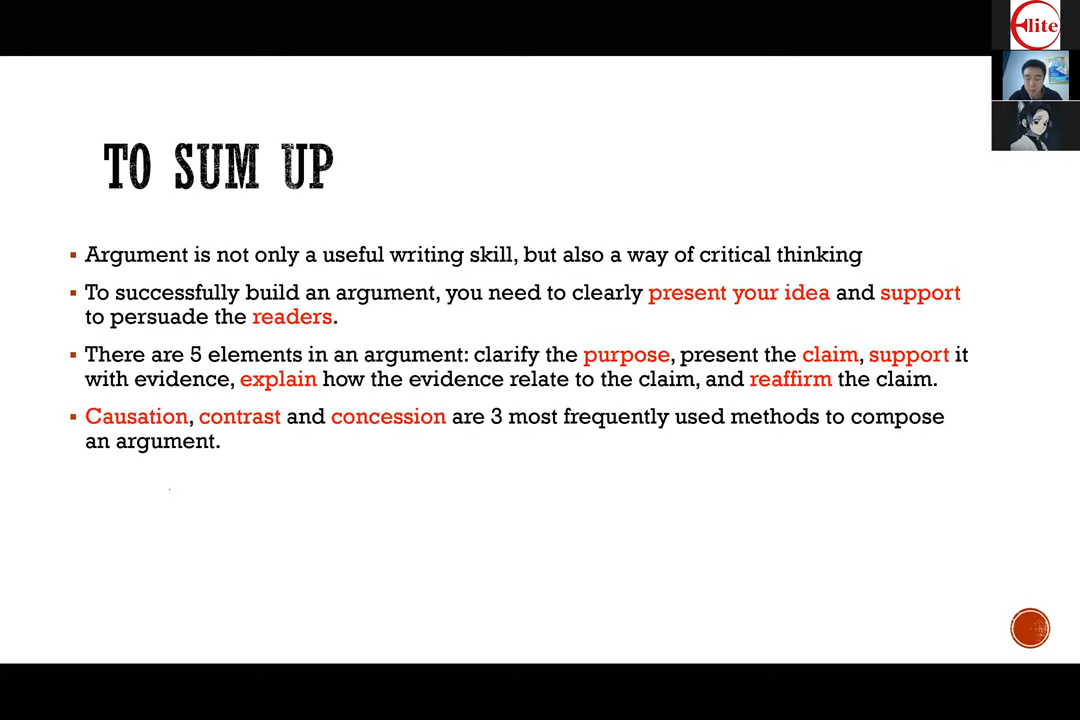 Elite
TO SUM UP
Argument is not only a useful writing skill, but also a way of critical thinking
To successfully build an argument, you need to clearly present your idea and support
to persuade the readers.
There are 5 elements in an argument: clarify the purpose, present the claim, support it
with evidence, explain how the evidence relate to the claim, and reaffirm the claim.
Causation, contrast and concession are 3 most frequently used methods to compose
an argument.